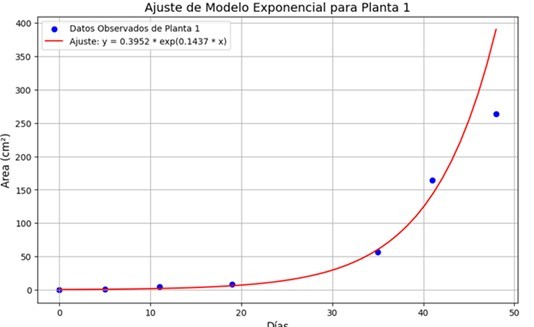 Ajuste de Modelo Exponencial para Planta 1
Datos Observados de Planta 1
Ajuste: y = 0.3952 * exp(0.1437 * x)
Area (cm²)
400
350
300
250
200
150
100
50
0
0 10 20 30 40 50
Días